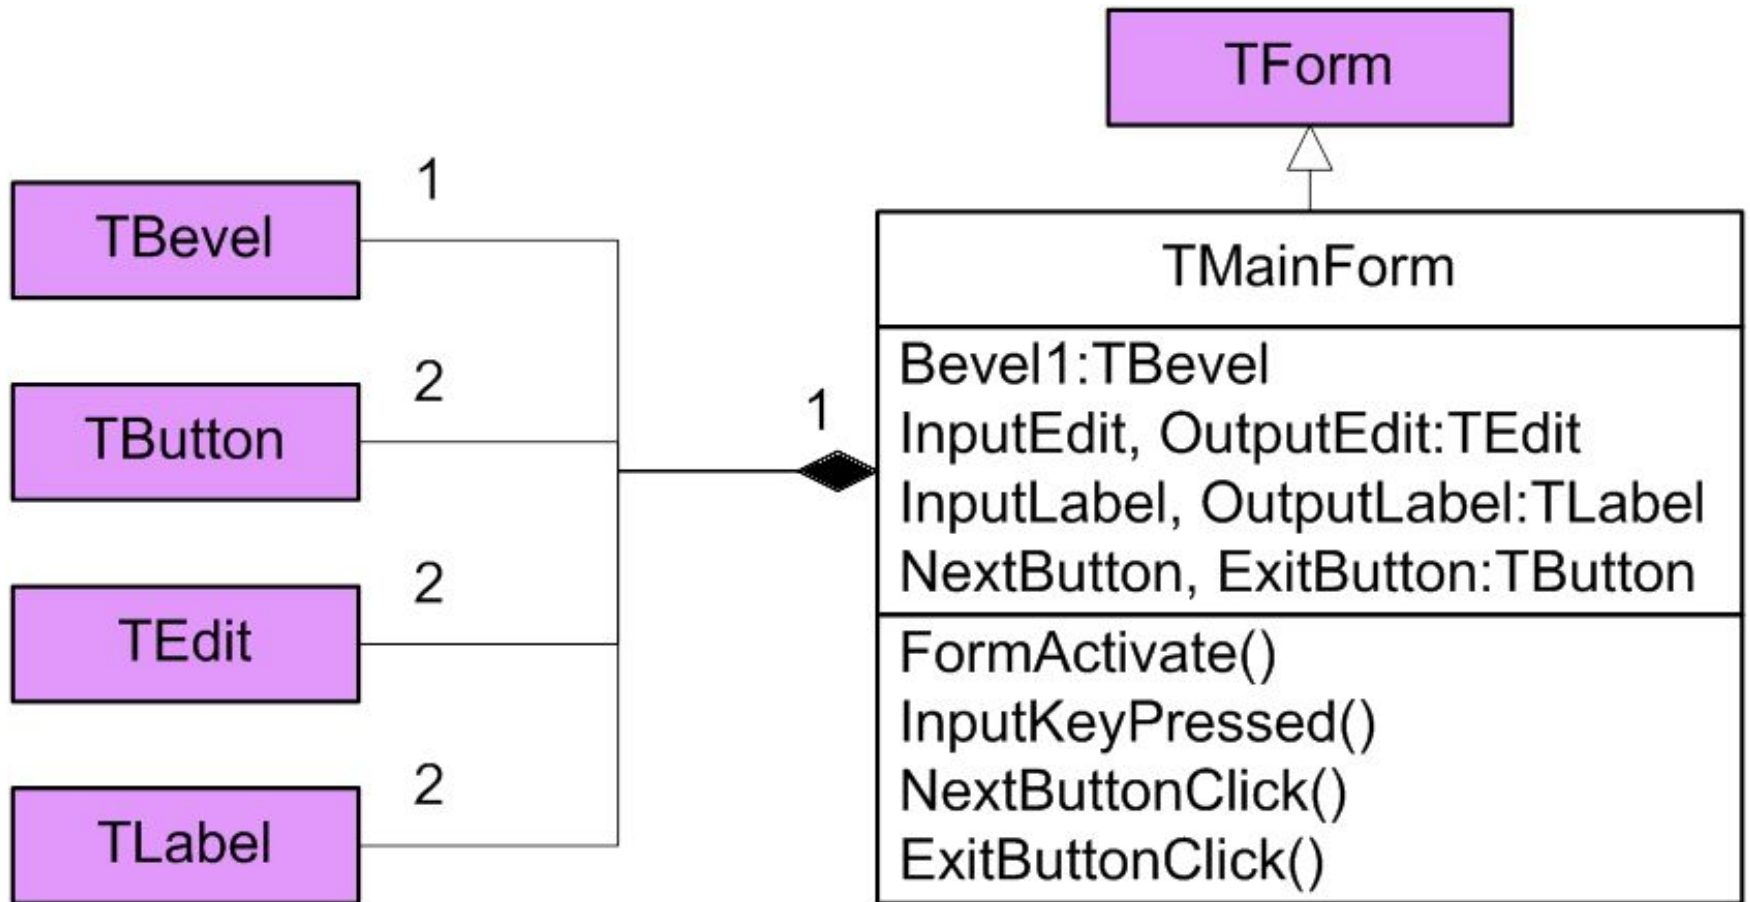 TForm
1
TBevel
2
TButton
2
TEdit
2
TLabel
1
TMainForm
Bevel1:TBevel
InputEdit, OutputEdit:TEdit
InputLabel, OutputLabel:TLabel
NextButton, ExitButton:TButton
FormActivate()
InputKeyPressed()
NextButtonClick()
ExitButtonClick()